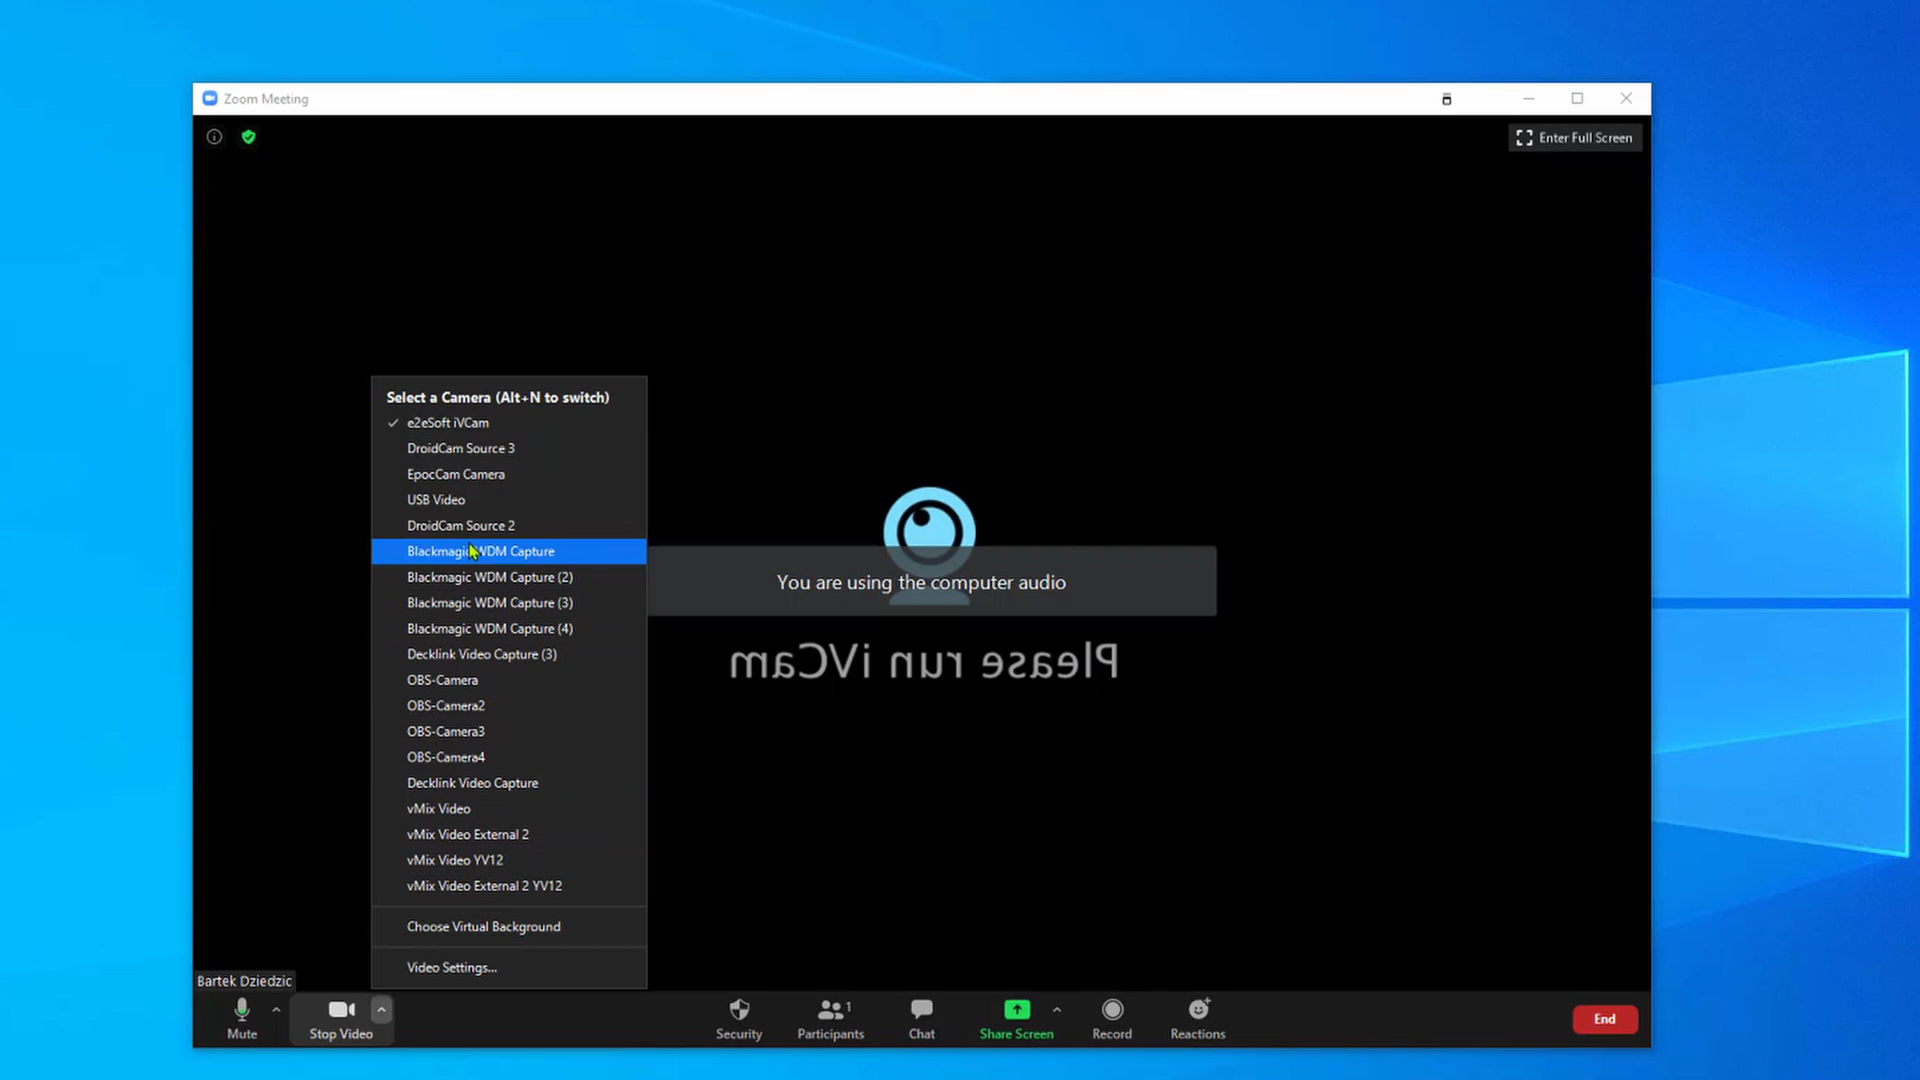 Zoom Meeting
Enter Full Screen
Select a Camera (Alt+N to switch)
e2eSoft iVCam
DroidCam Source 3
EpocCam Camera
USB Video
DroidCam Source 2
Blackmagic WDM Capture
Blackmagic WDM Capture (2)
Blackmagic WDM Capture (3)
Blackmagic WDM Capture (4)
Decklink Video Capture (3)
OBS-Camera
OBS-Camera2
OBS-Camera3
OBS-Camera4
Decklink Video Capture
vMix Video
vMix Video External 2
vMix Video YV12
vMix Video External 2 YV12
Choose Virtual Background
Video Settings...
You are using the computer audio
Please run iVCam
Bartek Dziedzic
Mute
Stop Video
Security
1
Participants
Chat
Share Screen
Record
Reactions
End